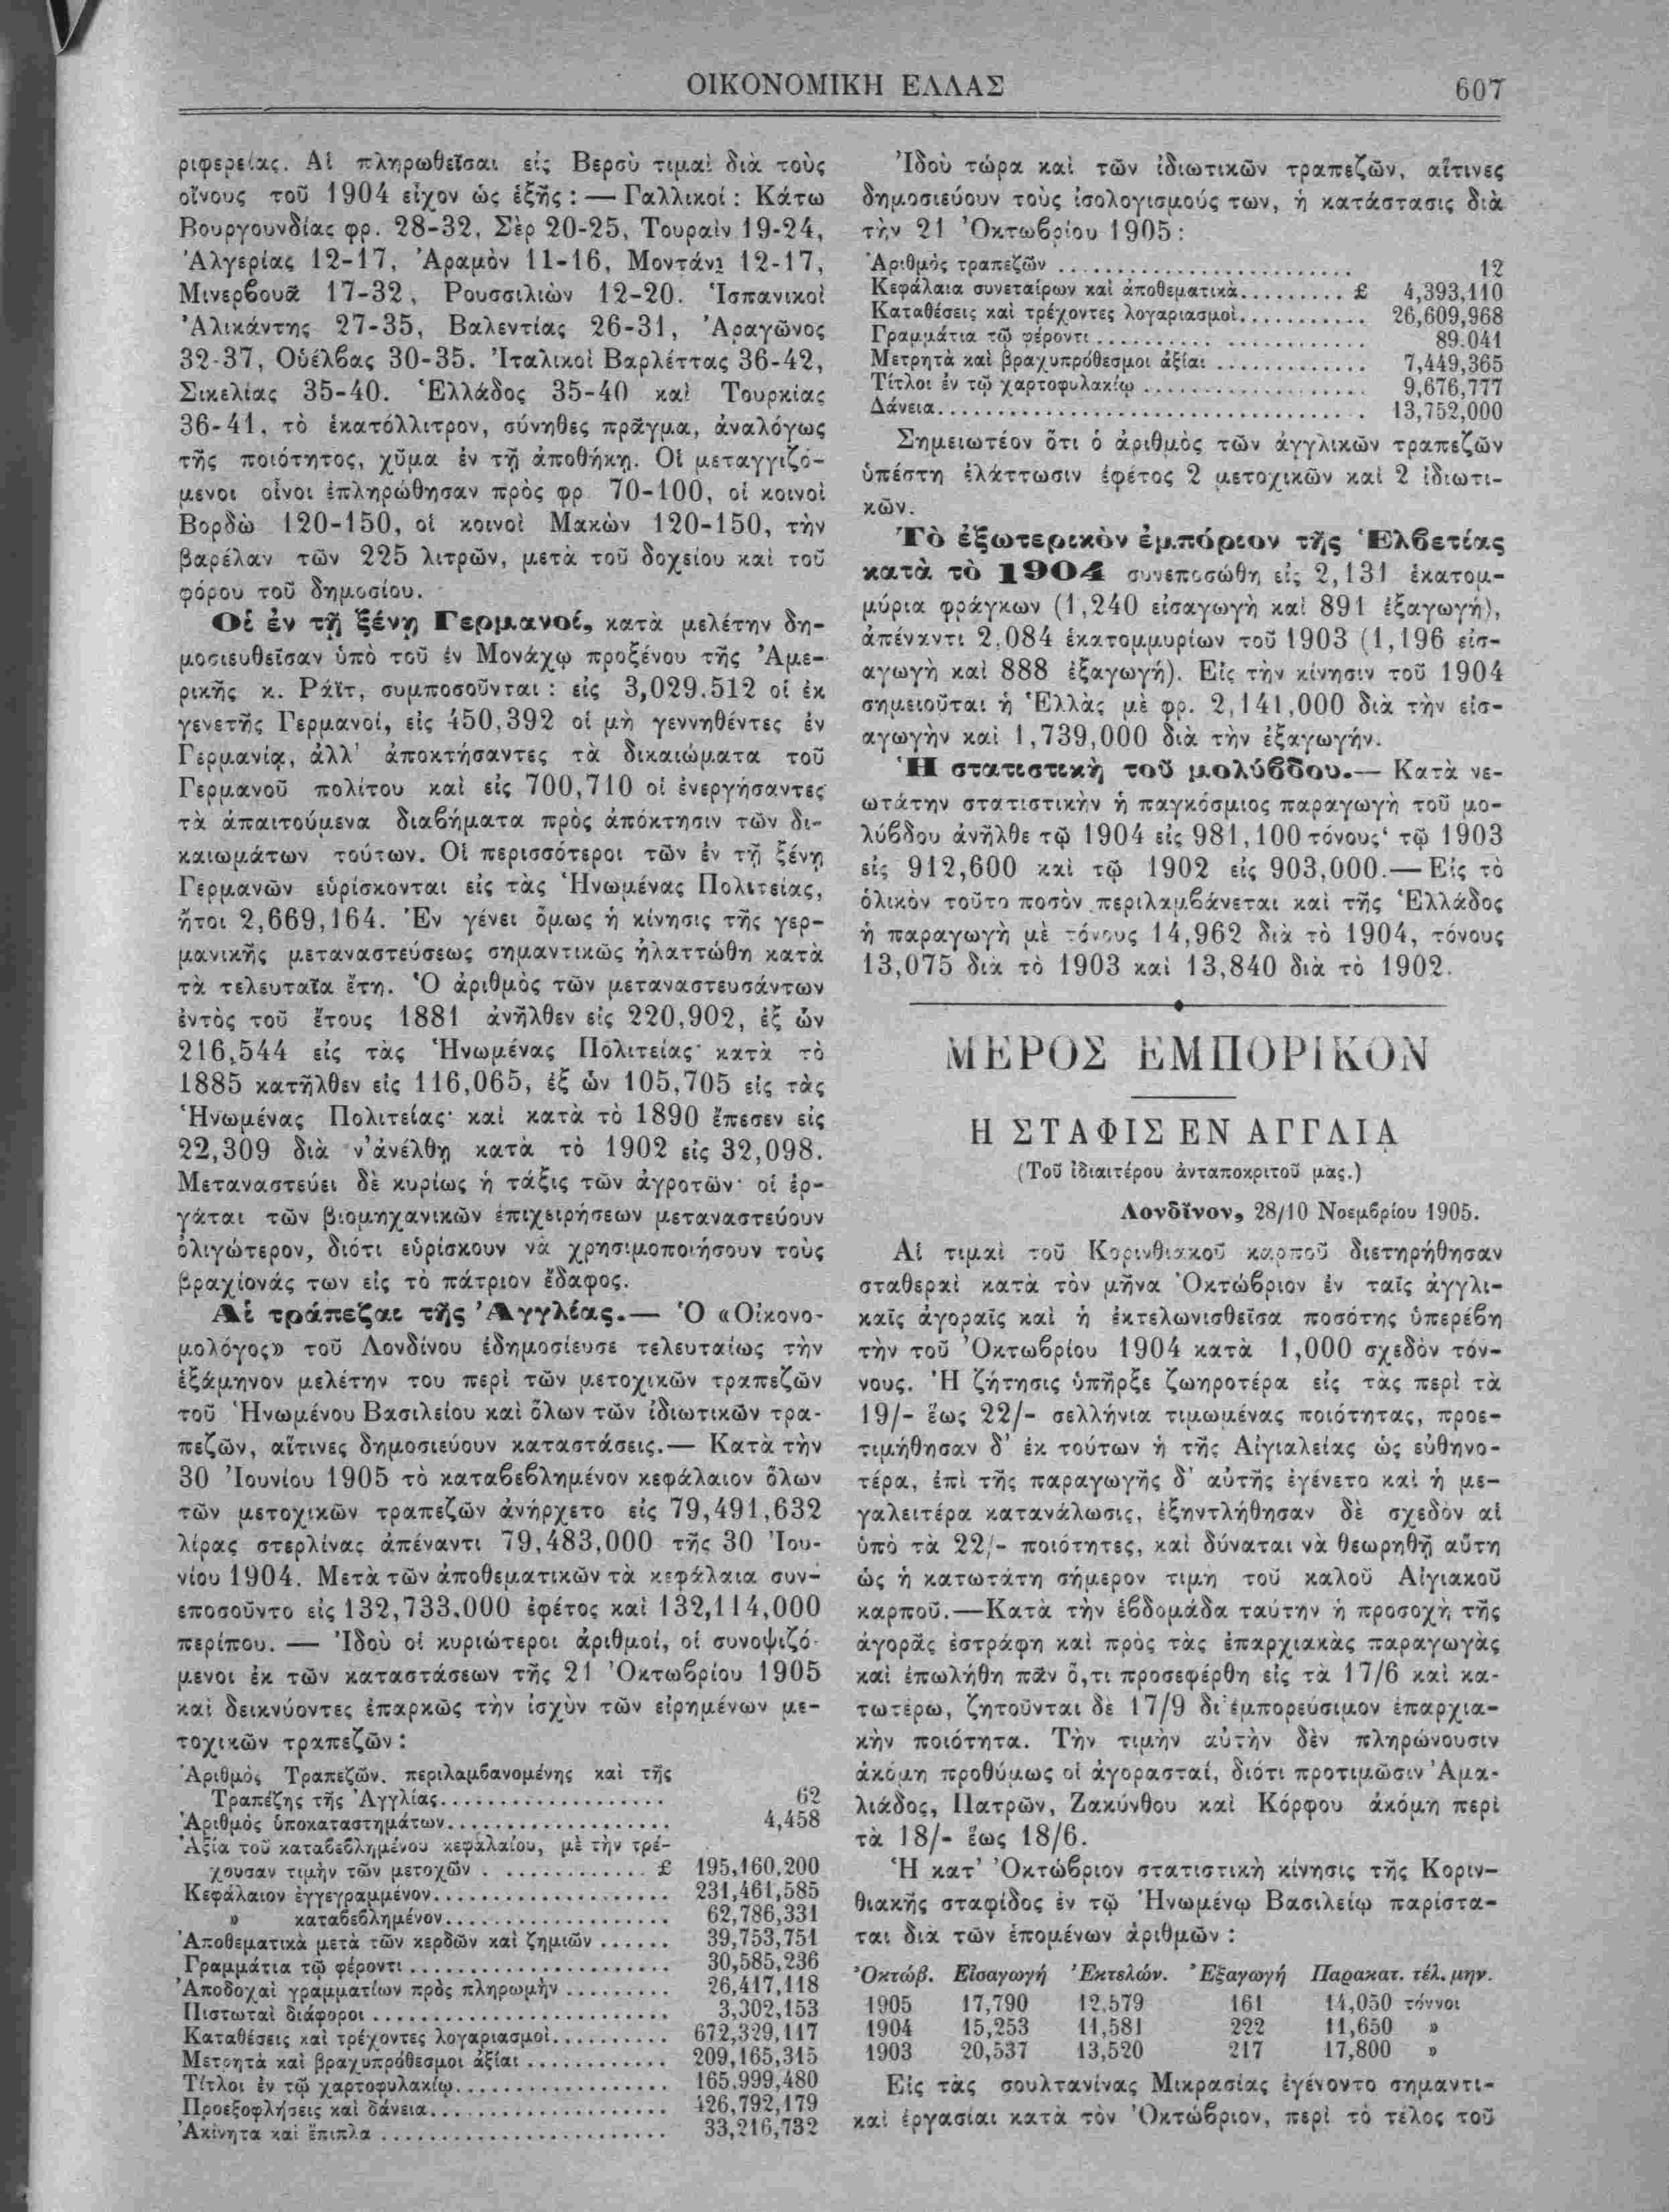 ΟΙΚΟΝΟΜΙΚΗ ΕΛΛΑΣ
607
ριφερείας. Αἱ πληρωθεῖσαι εἰς Βερσὺ τιμαὶ διὰ τοὺς
οἴνους τοῦ 1904 εἶχον ὡς ἑξῆς : — Γαλλικοί : Κάτω
Βουργουνδίας φρ. 28-32, Σὲρ 20-25, Τουραὶν 19-24,
Ἀλγερίας 12-17, Ἀραμὸν 11-16, Μοντάνι 12-17,
Μινερβουᾶ 17-32, Ρουσσιλιὼν 12-20. Ἱσπανικοὶ
Ἀλικάντης 27-35, Βαλεντίας 26-31, Ἀραγῶνος
32-37, Οὑέλβας 30-35. Ἰταλικοὶ Βαρλέττας 36-42,
Σικελίας 35-40. Ἑλλάδος 35-40 καὶ Τουρκίας
36-41, τὸ ἑκατόλλιτρον, σύνηθες πρᾶγμα, ἀναλόγως
τῆς ποιότητος, χῦμα ἐν τῇ ἀποθήκῃ. Οἱ μεταγγιζό-
μενοι οἶνοι ἐπληρώθησαν πρὸς φρ 70-100, οἱ κοινοὶ
Βορδὼ 120-150, οἱ κοινοὶ Μακὼν 120-150, τὴν
βαρέλαν τῶν 225 λιτρῶν, μετὰ τοῦ δοχείου καὶ τοῦ
φόρου τοῦ δημοσίου.
Οἱ ἐν τῇ ξένῃ Γερμανοί, κατὰ μελέτην δη-
μοσιευθεῖσαν ὑπὸ τοῦ ἐν Μονάχῳ προξένου τῆς Ἀμε-
ρικῆς κ. Ράϊτ, συμποσοῦνται : εἰς 3,029.512 οἱ ἐκ
γενετῆς Γερμανοί, εἰς 450,392 οἱ μὴ γεννηθέντες ἐν
Γερμανίᾳ, ἀλλ' ἀποκτήσαντες τὰ δικαιώματα τοῦ
Γερμανοῦ πολίτου καὶ εἰς 700,710 οἱ ἐνεργήσαντες
τὰ ἀπαιτούμενα διαβήματα πρὸς ἀπόκτησιν τῶν δι-
καιωμάτων τούτων. Οἱ περισσότεροι τῶν ἐν τῇ ξένῃ
Γερμανῶν εὑρίσκονται εἰς τὰς Ἡνωμένας Πολιτείας,
ἤτοι 2,669,164. Ἐν γένει ὅμως ἡ κίνησις τῆς γερ-
μανικῆς μεταναστεύσεως σημαντικῶς ἠλαττώθη κατὰ
τὰ τελευταῖα ἔτη. Ὁ ἀριθμὸς τῶν μεταναστευσάντων
ἐντὸς τοῦ ἔτους 1881 ἀνῆλθεν εἰς 220,902, ἐξ ὧν
216,544 εἰς τὰς Ἡνωμένας Πολιτείας· κατὰ τὸ
1885 κατῆλθεν εἰς 116,065, ἐξ ὧν 105,705 εἰς τὰς
Ἡνωμένας Πολιτείας· καὶ κατὰ τὸ 1890 ἔπεσεν εἰς
22,309 διὰ ν'ἀνέλθῃ κατὰ τὸ 1902 εἰς 32,098.
Μεταναστεύει δὲ κυρίως ἡ τάξις τῶν ἀγροτῶν· οἱ ἐρ-
γάται τῶν βιομηχανικῶν ἐπιχειρήσεων μεταναστεύουν
ὀλιγώτερον, διότι εὑρίσκουν νὰ χρησιμοποιήσουν τοὺς
βραχίονάς των εἰς τὸ πάτριον ἔδαφος.
Αἱ τράπεζαι τῆς Ἀγγλίας.— Ὁ «Οἰκονο-
μολόγος» τοῦ Λονδίνου ἐδημοσίευσε τελευταίως τὴν
ἑξάμηνον μελέτην του περὶ τῶν μετοχικῶν τραπεζῶν
τοῦ Ἡνωμένου Βασιλείου καὶ ὅλων τῶν ἰδιωτικῶν τρα-
πεζῶν, αἵτινες δημοσιεύουν καταστάσεις.— Κατὰ τὴν
30 Ἰουνίου 1905 τὸ καταβεβλημένον κεφάλαιον ὅλων
τῶν μετοχικῶν τραπεζῶν ἀνήρχετο εἰς 79,491,632
λίρας στερλίνας ἀπέναντι 79,483,000 τῆς 30 Ἰου-
νίου 1904. Μετὰ τῶν ἀποθεματικῶν τὰ κεφάλαια συν-
εποσοῦντο εἰς 132,733,000 ἐφέτος καὶ 132,114,000
περίπου. — Ἰδοὺ οἱ κυριώτεροι ἀριθμοί, οἱ συνοψιζό-
μενοι ἐκ τῶν καταστάσεων τῆς 21 Ὀκτωβρίου 1905
καὶ δεικνύοντες ἐπαρκῶς τὴν ἰσχὺν τῶν εἰρημένων με-
τοχικῶν τραπεζῶν :
Ἀριθμὸς Τραπεζῶν. περιλαμβανομένης καὶ τῆς
Τραπέζης τῆς Ἀγγλίας.................. 62
Ἀριθμὸς ὑποκαταστημάτων.................. 4,458
Ἀξία τοῦ καταβεβλημένου κεφαλαίου, μὲ τὴν τρέ-
χουσαν τιμὴν τῶν μετοχῶν ............. £ 195,160,200
Κεφάλαιον ἐγγεγραμμένον.................. 231,461,585
» καταβεβλημένον.................. 62,786,331
Ἀποθεματικὰ μετὰ τῶν κερδῶν καὶ ζημιῶν ...... 39,753,751
Γραμμάτια τῷ φέροντι .................. 30,585,236
Ἀποδοχαὶ γραμματίων πρὸς πληρωμὴν ......... 26,417,118
Πιστωταὶ διάφοροι .................. 3,302,153
Καταθέσεις καὶ τρέχοντες λογαριασμοὶ.......... 672,329,117
Μετρητὰ καὶ βραχυπρόθεσμοι ἀξίαι ............ 209,165,315
Τίτλοι ἐν τῷ χαρτοφυλακίῳ.................. 165,999,480
Προεξοφλήσεις καὶ δάνεια.................. 426,792,179
Ἀκίνητα καὶ ἔπιπλα .................. 33,216,732
Ἰδοὺ τώρα καὶ τῶν ἰδιωτικῶν τραπεζῶν, αἵτινες
δημοσιεύουν τοὺς ἰσολογισμούς των, ἡ κατάστασις διὰ
τὴν 21 Ὀκτωβρίου 1905 :
Ἀριθμὸς τραπεζῶν .................. 12
Κεφάλαια συνεταίρων καὶ ἀποθεματικὰ......... £ 4,393,110
Καταθέσεις καὶ τρέχοντες λογαριασμοὶ........... 26,609,968
Γραμμάτια τῷ φέροντι .................. 89.041
Μετρητὰ καὶ βραχυπρόθεσμοι ἀξίαι ............. 7,449,365
Τίτλοι ἐν τῷ χαρτοφυλακίῳ .................. 9,676,777
Δάνεια.................. 13,752,000
Σημειωτέον ὅτι ὁ ἀριθμὸς τῶν ἀγγλικῶν τραπεζῶν
ὑπέστη ἐλάττωσιν ἐφέτος 2 μετοχικῶν καὶ 2 ἰδιωτι-
κῶν.
Τὸ ἐξωτερικὸν ἐμπόριον τῆς Ἑλβετίας
κατὰ τὸ 1904 συνεποσώθη εἰς 2,131 ἑκατομ-
μύρια φράγκων (1,240 εἰσαγωγὴ καὶ 891 ἐξαγωγή),
ἀπέναντι 2,084 ἑκατομμυρίων τοῦ 1903 (1,196 εἰσ-
αγωγὴ καὶ 888 ἐξαγωγή). Εἰς τὴν κίνησιν τοῦ 1904
σημειοῦται ἡ Ἑλλὰς μὲ φρ. 2,141,000 διὰ τὴν εἰσ-
αγωγὴν καὶ 1,739,000 διὰ τὴν ἐξαγωγήν.
Ἡ στατιστικὴ τοῦ μολύβδου.— Κατὰ νε-
ωτάτην στατιστικὴν ἡ παγκόσμιος παραγωγὴ τοῦ μο-
λύβδου ἀνῆλθε τῷ 1904 εἰς 981,100 τόνους· τῷ 1903
εἰς 912,600 καὶ τῷ 1902 εἰς 903,000.— Εἰς τὸ
ὁλικὸν τοῦτο ποσὸν περιλαμβάνεται καὶ τῆς Ἑλλάδος
ἡ παραγωγὴ μὲ τόνους 14,962 διὰ τὸ 1904, τόνους
13,075 διὰ τὸ 1903 καὶ 13,840 διὰ τὸ 1902.
ΜΕΡΟΣ ΕΜΠΟΡΙΚΟΝ
Η ΣΤΑΦΙΣ ΕΝ ΑΓΓΛΙΑ
(Τοῦ ἰδιαιτέρου ἀνταποκριτοῦ μας.)
Λονδῖνον, 28/10 Νοεμβρίου 1905.
Αἱ τιμαὶ τοῦ Κορινθιακοῦ καρποῦ διετηρήθησαν
σταθεραὶ κατὰ τὸν μῆνα Ὀκτώβριον ἐν ταῖς ἀγγλι-
καῖς ἀγοραῖς καὶ ἡ ἐκτελωνισθεῖσα ποσότης ὑπερέβη
τὴν τοῦ Ὀκτωβρίου 1904 κατὰ 1,000 σχεδὸν τόν-
νους. Ἡ ζήτησις ὑπῆρξε ζωηροτέρα εἰς τὰς περὶ τὰ
19/- ἕως 22/- σελλήνια τιμωμένας ποιότητας, προε-
τιμήθησαν δ' ἐκ τούτων ἡ τῆς Αἰγιαλείας ὡς εὐθηνο-
τέρα, ἐπὶ τῆς παραγωγῆς δ' αὐτῆς ἐγένετο καὶ ἡ με-
γαλειτέρα κατανάλωσις, ἐξηντλήθησαν δὲ σχεδὸν αἱ
ὑπὸ τὰ 22/- ποιότητες, καὶ δύναται νὰ θεωρηθῇ αὕτη
ὡς ἡ κατωτάτη σήμερον τιμη τοῦ καλοῦ Αἰγιακοῦ
καρποῦ.—Κατὰ τὴν ἑβδομάδα ταύτην ἡ προσοχὴ τῆς
ἀγορᾶς ἐστράφη καὶ πρὸς τὰς ἐπαρχιακὰς παραγωγὰς
καὶ ἐπωλήθη πᾶν ὅ,τι προσεφέρθη εἰς τὰ 17/6 καὶ κα-
τωτέρω, ζητοῦνται δὲ 17/9 δι' ἐμπορεύσιμον ἐπαρχια-
κὴν ποιότητα. Τὴν τιμὴν αὐτὴν δὲν πληρώνουσιν
ἀκόμη προθύμως οἱ ἀγορασταί, διότι προτιμῶσιν Ἀμα-
λιάδος, Πατρῶν, Ζακύνθου καὶ Κόρφου ἀκόμη περὶ
τὰ 18/- ἕως 18/6.
Ἡ κατ' Ὀκτώβριον στατιστικὴ κίνησις τῆς Κοριν-
θιακῆς σταφίδος ἐν τῷ Ἡνωμένῳ Βασιλείῳ παρίστα-
ται διὰ τῶν ἑπομένων ἀριθμῶν :
Ὀκτώβ. Εἰσαγωγή Ἐκτελών. Ἐξαγωγή Παρακατ. τέλ. μην.
1905 17,790 12,579 161 14,050 τόννοι
1904 15,253 11,581 222 11,650 »
1903 20,537 13,520 217 17,800 »
Εἰς τὰς σουλτανίνας Μικρασίας ἐγένοντο σημαντι-
καὶ ἐργασίαι κατὰ τὸν Ὀκτώβριον, περὶ τὸ τέλος τοῦ